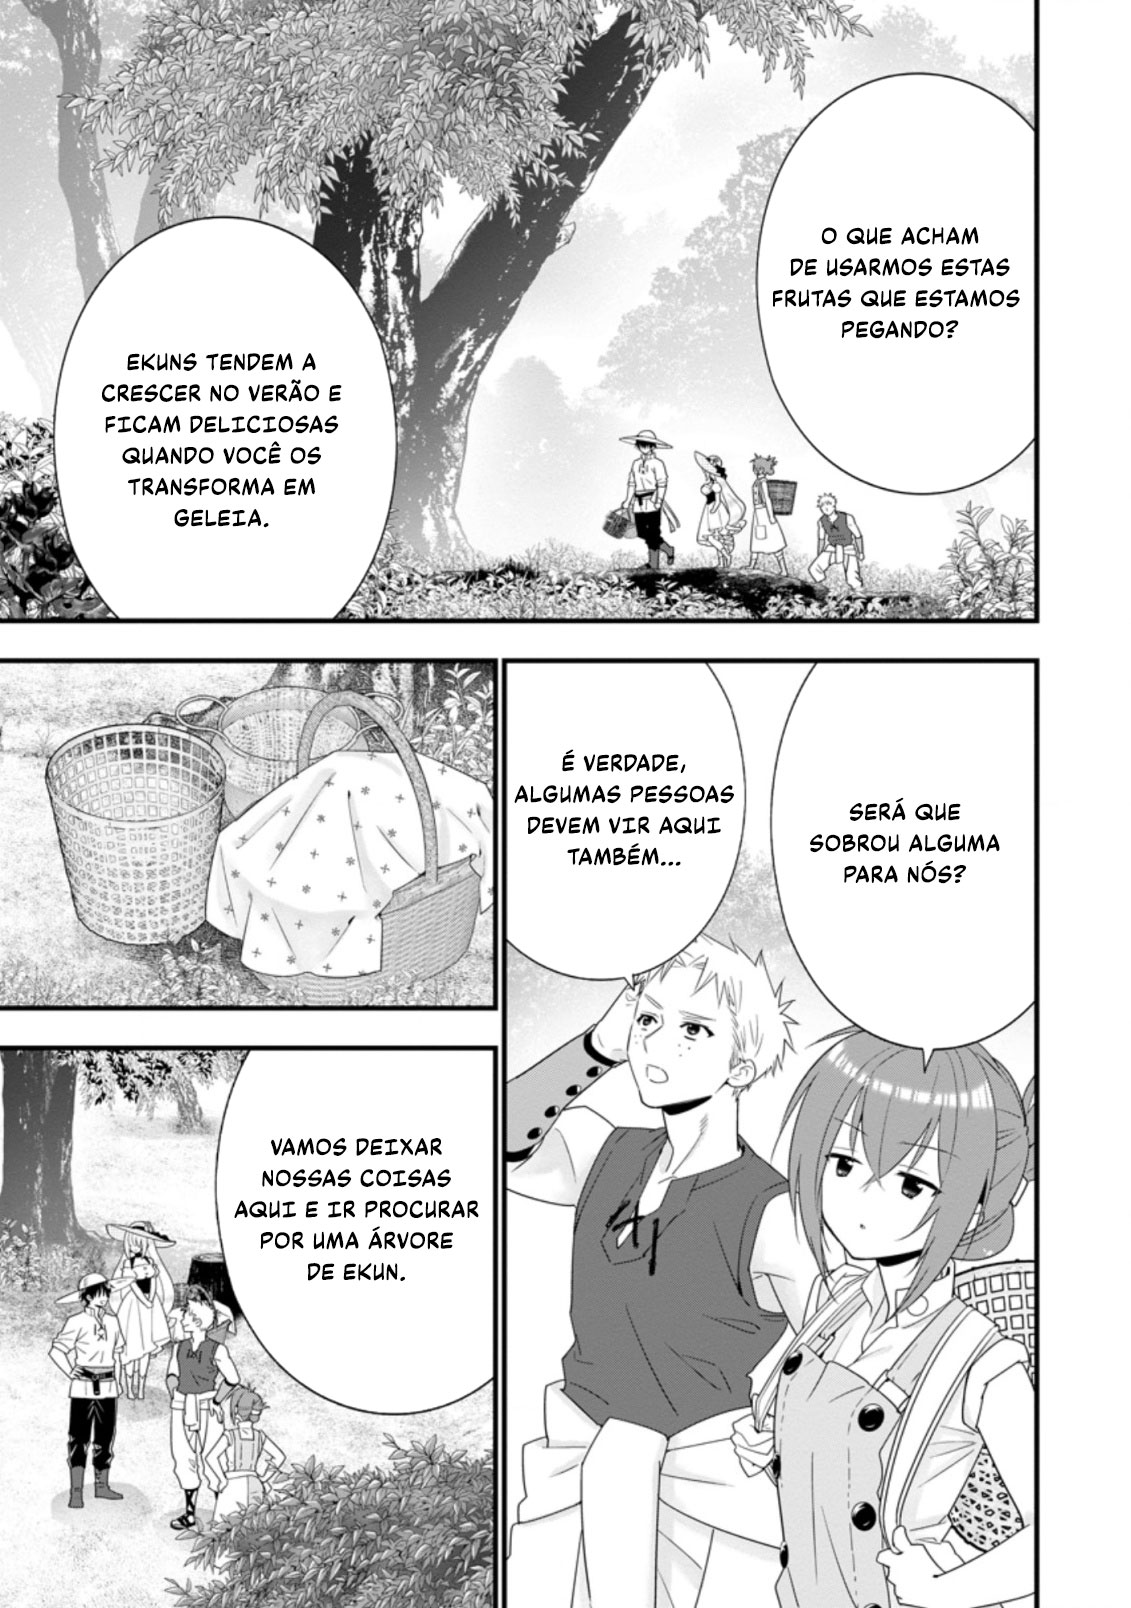 O QUE ACHAM
DE USARMOS ESTAS
FRUTAS QUE ESTAMOS
PEGANDO?
EKUNS TENDEM A
CRESCER NO VERÃO E
FICAM DELICIOSAS
QUANDO VOCÊ OS
TRANSFORMA EM
GELEIA.
SERÁ QUE
SOBROU ALGUMA
PARA NÓS?
É VERDADE,
ALGUMAS PESSOAS
DEVEM VIR AQUI
TAMBÉM...
VAMOS DEIXAR
NOSSAS COISAS
AQUI E IR PROCURAR
POR UMA ÁRVORE
DE EKUN.